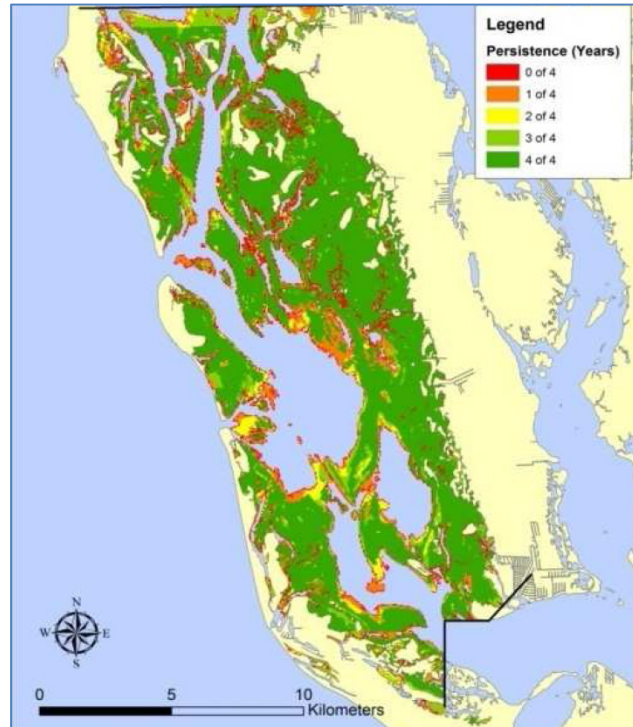 Legend
Persistence (Years)
0 of 4
1 of 4
2 of 4
3 of 4
4 of 4
N
W E
S
0 5 10
Kilometers